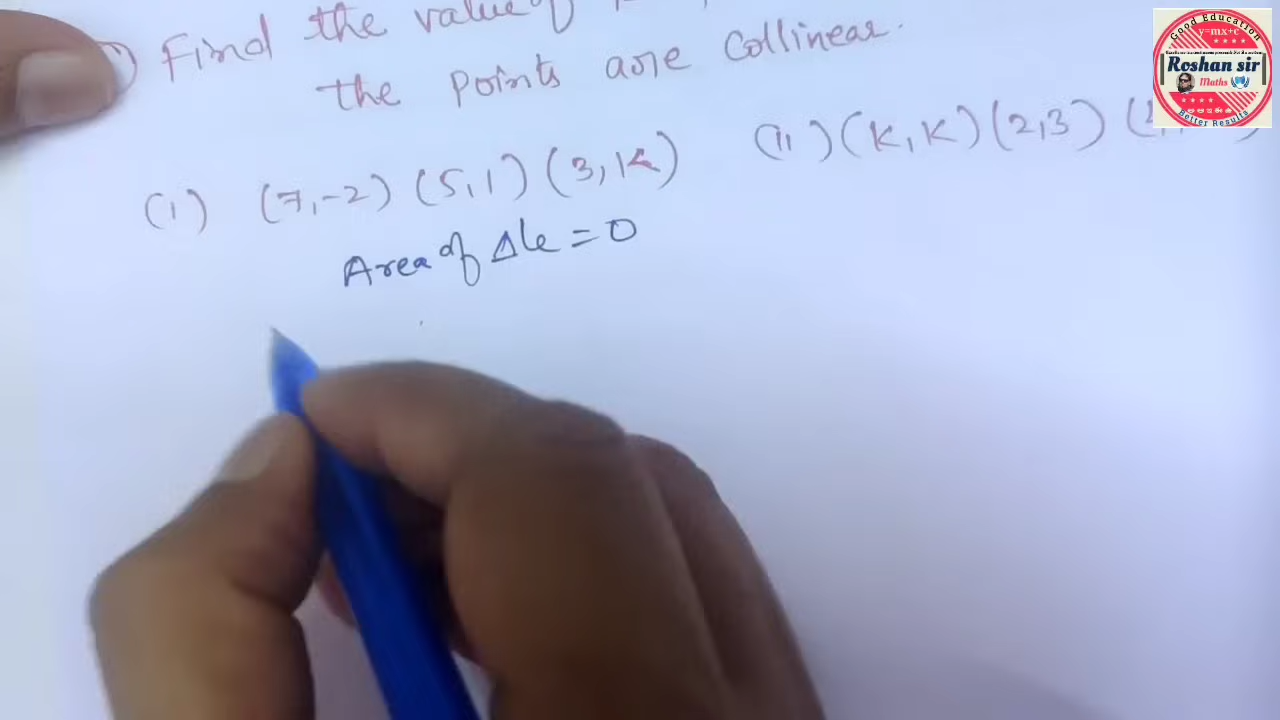 Find the value of
the points are collinear.
(i) (7,-2) (5,1) (3,K) (ii) (K,K) (2,3)
Area of Δle = 0
Good Education
y=mx+c
Roshan sir
Maths
Better Results